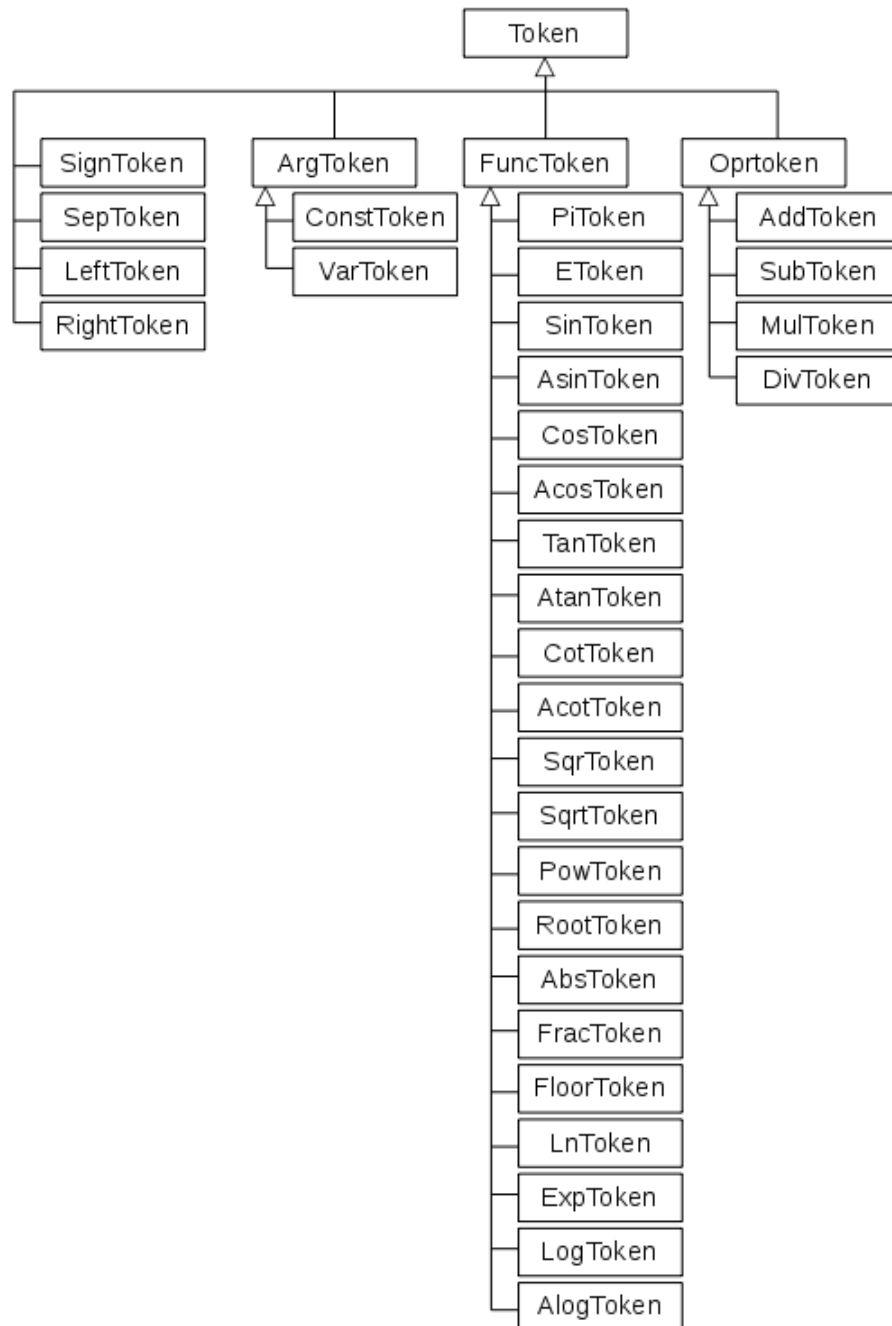 Token
SignToken
SepToken
LeftToken
RightToken
ArgToken
ConstToken
VarToken
FuncToken
PiToken
EToken
SinToken
AsinToken
CosToken
AcosToken
TanToken
AtanToken
CotToken
AcotToken
SqrToken
SqrtToken
PowToken
RootToken
AbsToken
FracToken
FloorToken
LnToken
ExpToken
LogToken
AlogToken
Oprtoken
AddToken
SubToken
MulToken
DivToken